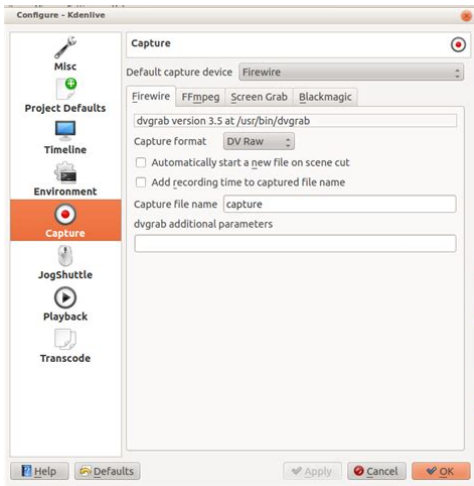 Configure – Kdenlive
Misc
Project Defaults
Timeline
Environment
Capture
JogShuttle
Playback
Transcode
Capture
Default capture device Firewire
Firewire FFmpeg Screen Grab Blackmagic
dvgrab version 3.5 at /usr/bin/dvgrab
Capture format DV Raw
Automatically start a new file on scene cut
Add recording time to captured file name
Capture file name capture
dvgrab additional parameters
Help Defaults Apply Cancel OK